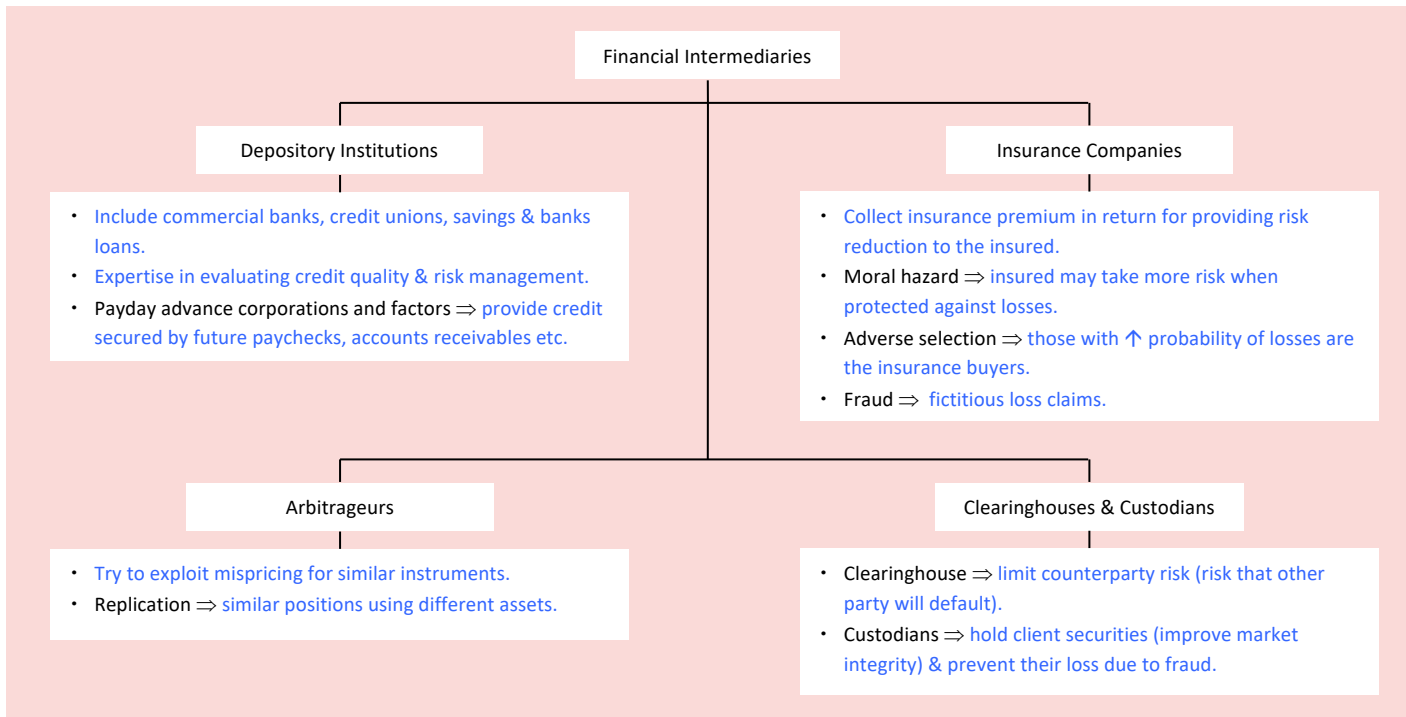 Financial Intermediaries
Depository Institutions
• Include commercial banks, credit unions, savings & banks
loans.
• Expertise in evaluating credit quality & risk management.
• Payday advance corporations and factors ⇒ provide credit
secured by future paychecks, accounts receivables etc.
Insurance Companies
• Collect insurance premium in return for providing risk
reduction to the insured.
• Moral hazard ⇒ insured may take more risk when
protected against losses.
• Adverse selection ⇒ those with ↑ probability of losses are
the insurance buyers.
• Fraud ⇒ fictitious loss claims.
Arbitrageurs
• Try to exploit mispricing for similar instruments.
• Replication ⇒ similar positions using different assets.
Clearinghouses & Custodians
• Clearinghouse ⇒ limit counterparty risk (risk that other
party will default).
• Custodians ⇒ hold client securities (improve market
integrity) & prevent their loss due to fraud.